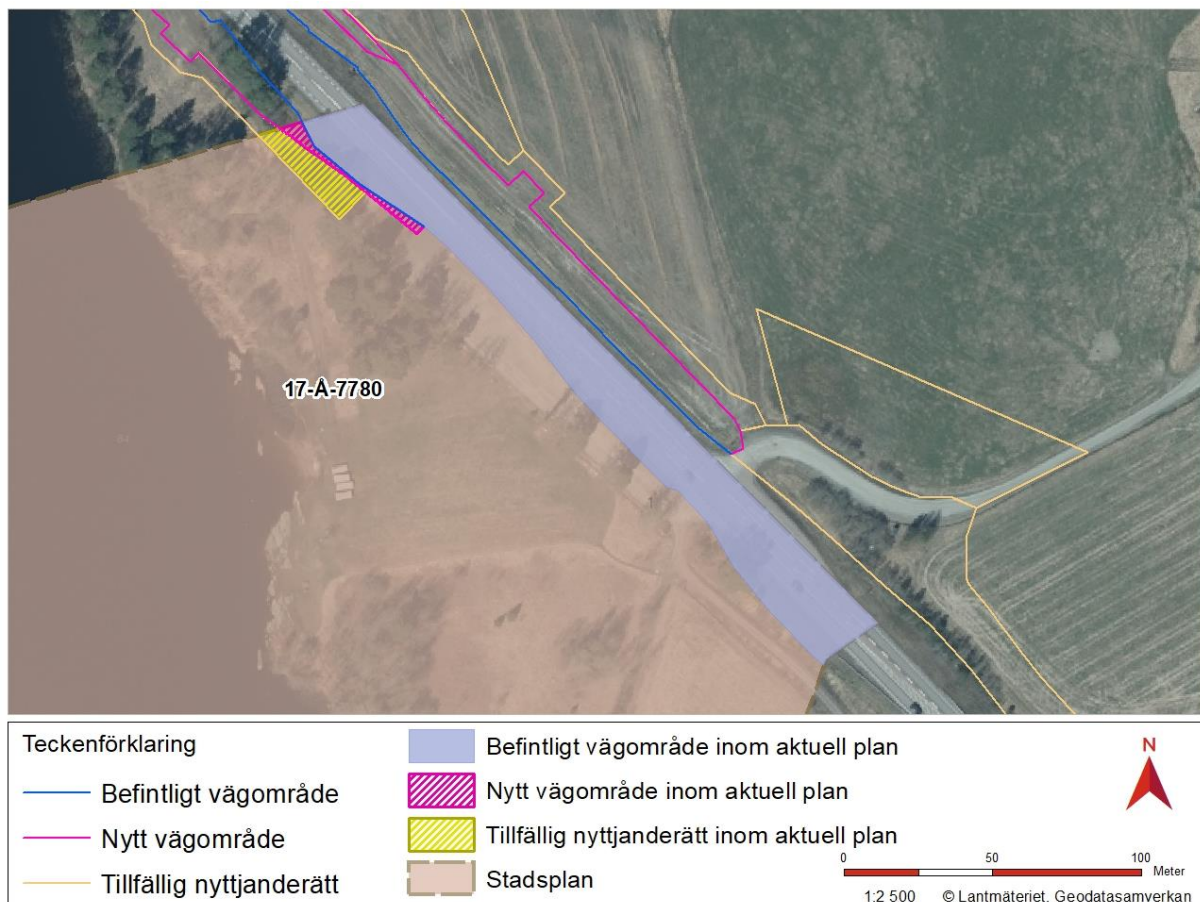 17-Å-7780
Teckenförklaring
Befintligt vägområde
Nytt vägområde
Tillfällig nyttjanderätt
Befintligt vägområde inom aktuell plan
Nytt vägområde inom aktuell plan
Tillfällig nyttjanderätt inom aktuell plan
Stadsplan
N
0 50 100
Meter
1:2 500 © Lantmäteriet, Geodatasamverkan